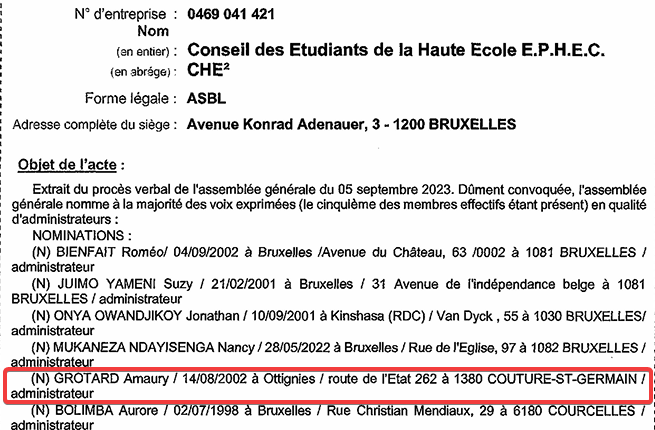 N° d'entreprise : 0469 041 421
Nom
(en entier) : Conseil des Etudiants de la Haute Ecole E.P.H.E.C.
(en abrégé) : CHE²
Forme légale : ASBL
Adresse complète du siège : Avenue Konrad Adenauer, 3 - 1200 BRUXELLES
Objet de l'acte :
Extrait du procès verbal de l'assemblée générale du 05 septembre 2023. Dûment convoquée, l'assemblée
générale nomme à la majorité des voix exprimées (le cinquième des membres effectifs étant présent) en qualité
d'administrateurs :
NOMINATIONS :
(N) BIENFAIT Roméo/ 04/09/2002 à Bruxelles /Avenue du Château, 63 /0002 à 1081 BRUXELLES /
administrateur
(N) JUIMO YAMENI Suzy / 21/02/2001 à Bruxelles / 31 Avenue de l'indépendance belge à 1081
BRUXELLES / administrateur
(N) ONYA OWANDJIKOY Jonathan / 10/09/2001 à Kinshasa (RDC) / Van Dyck , 55 à 1030 BRUXELLES/
administrateur
(N) MUKANEZA NDAYISENGA Nancy / 28/05/2022 à Bruxelles / Rue de l'Eglise, 97 à 1082 BRUXELLES /
administrateur
(N) GROTARD Amaury / 14/08/2002 à Ottignies / route de l'Etat 262 à 1380 COUTURE-ST-GERMAIN /
administrateur
(N) BOLIMBA Aurore / 02/07/1998 à Bruxelles / Rue Christian Mendiaux, 29 à 6180 COURCELLES /